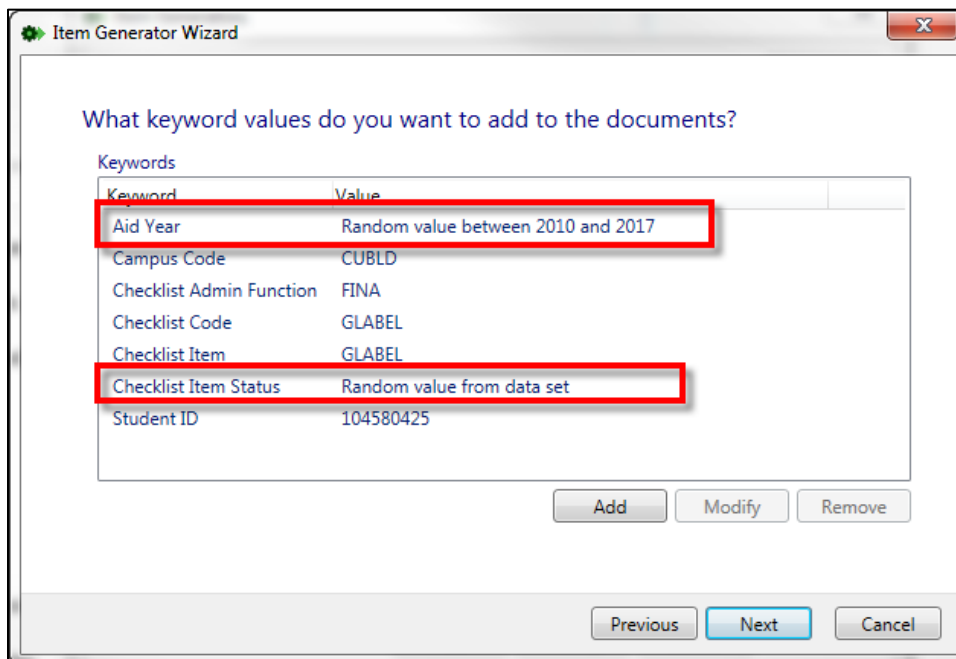 Item Generator Wizard
What keyword values do you want to add to the documents?
Keywords
Keyword Value
Aid Year Random value between 2010 and 2017
Campus Code CUBLD
Checklist Admin Function FINA
Checklist Code GLABEL
Checklist Item GLABEL
Checklist Item Status Random value from data set
Student ID 104580425
Add Modify Remove
Previous Next Cancel